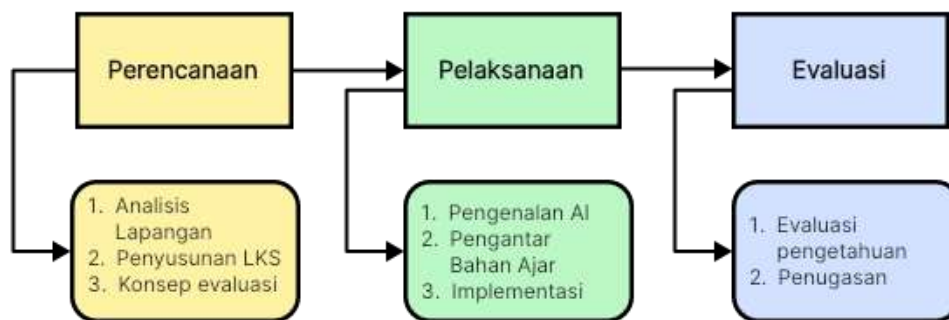 Perencanaan
Pelaksanaan
Evaluasi
1. Analisis
Lapangan
2. Penyusunan LKS
3. Konsep evaluasi
1. Pengenalan AI
2. Pengantar
Bahan Ajar
3. Implementasi
1. Evaluasi
pengetahuan
2. Penugasan